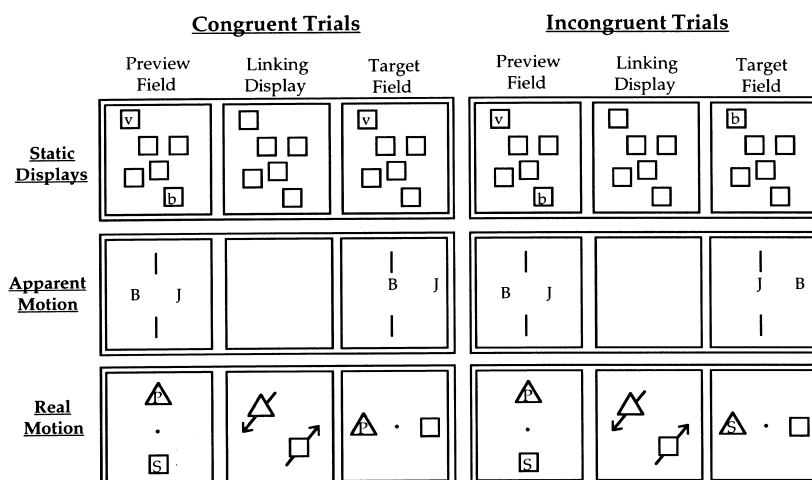 Congruent Trials
Incongruent Trials
Preview
Field
Linking
Display
Target
Field
Preview
Field
Linking
Display
Target
Field
Static
Displays
v
b
v
v
b
b
Apparent
Motion
B J
B J
B J
J B
Real
Motion
P
S
P
P
S
S